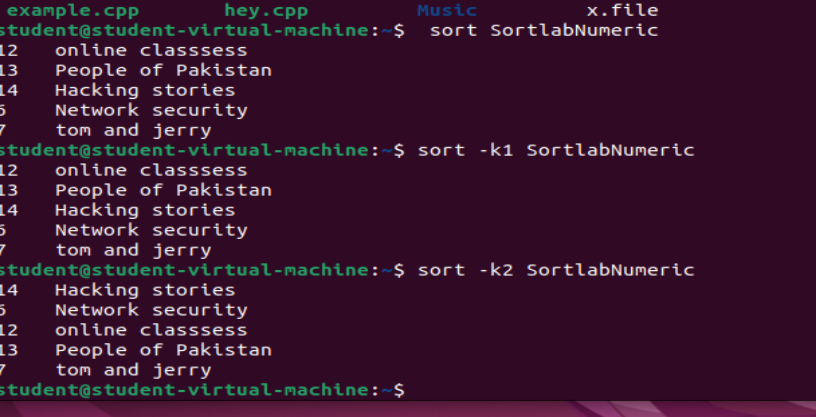 example.cpp hey.cpp Music x.file
student@student-virtual-machine:~$ sort SortlabNumeric
12 online classsess
13 People of Pakistan
14 Hacking stories
6 Network security
7 tom and jerry
student@student-virtual-machine:~$ sort -k1 SortlabNumeric
12 online classsess
13 People of Pakistan
14 Hacking stories
6 Network security
7 tom and jerry
student@student-virtual-machine:~$ sort -k2 SortlabNumeric
14 Hacking stories
6 Network security
12 online classsess
13 People of Pakistan
7 tom and jerry
student@student-virtual-machine:~$